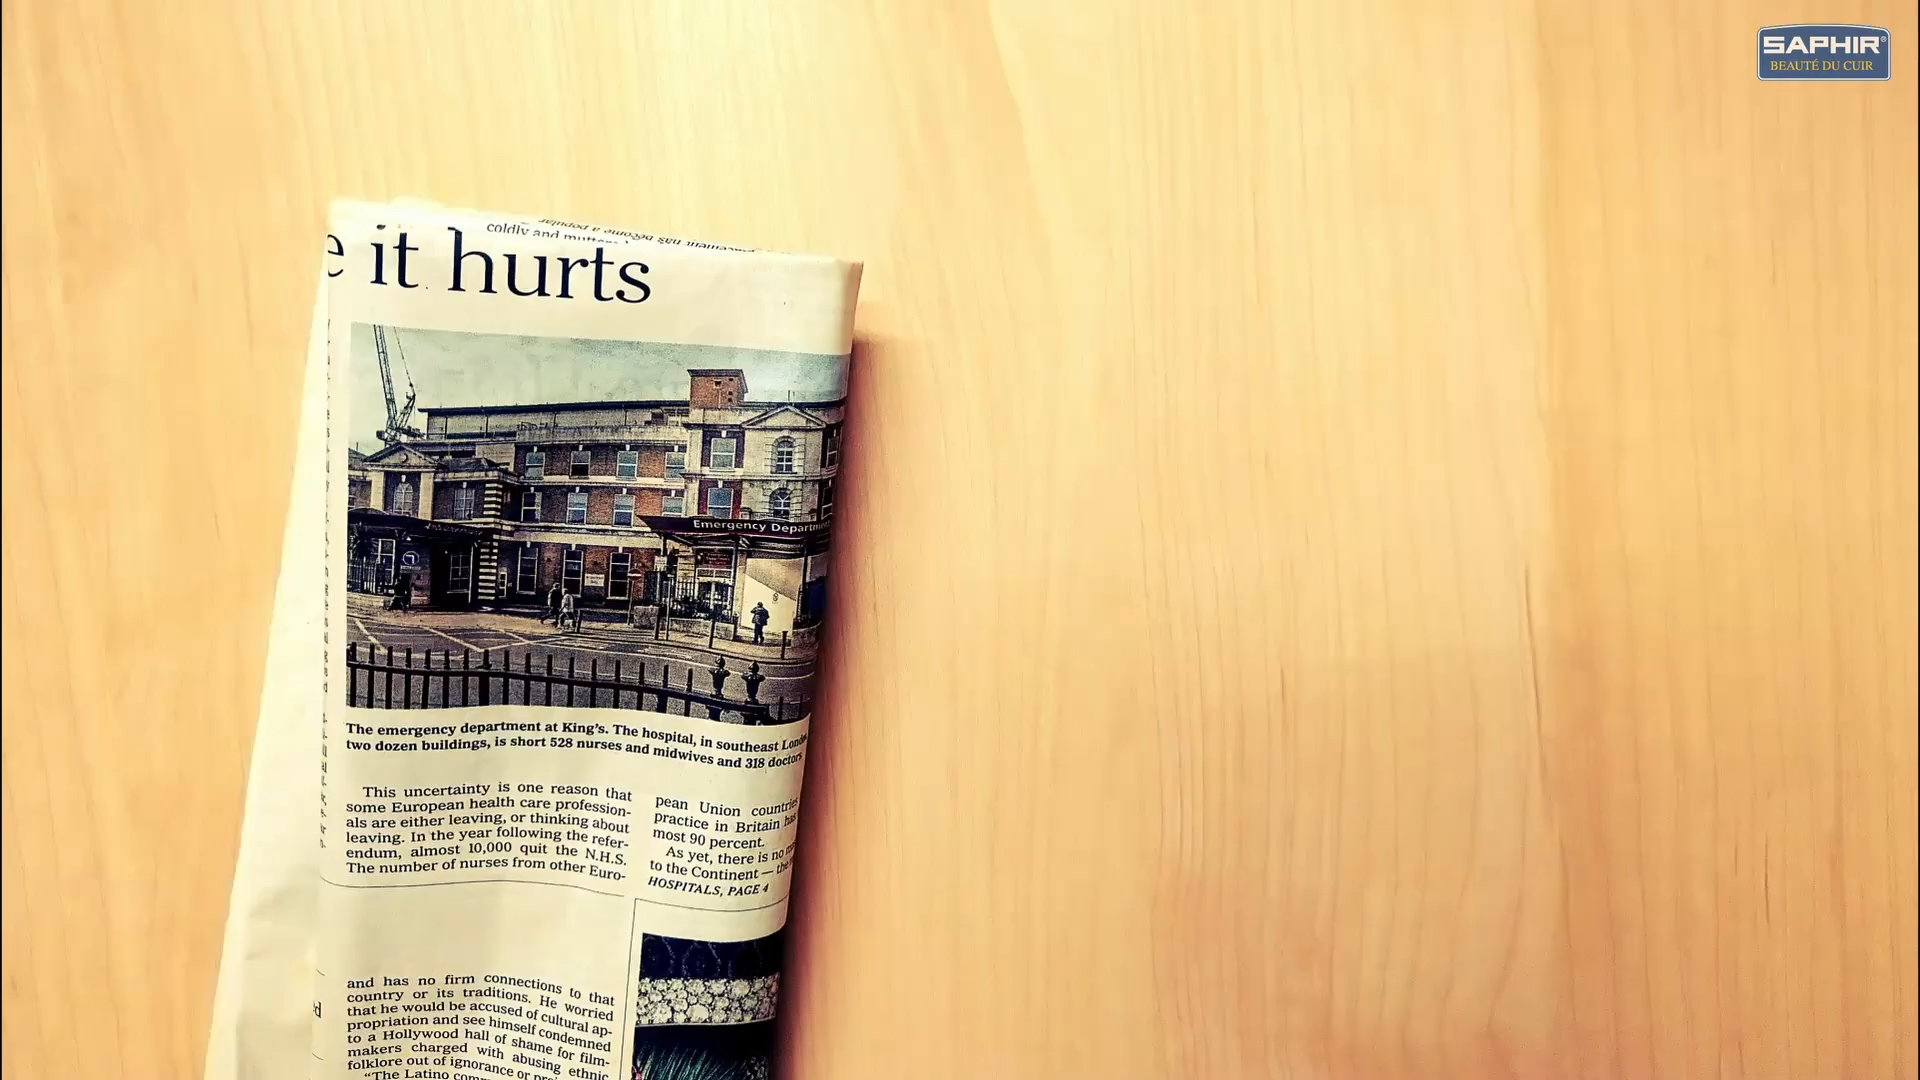 SAPHIR®
BEAUTÉ DU CUIR
coldly and
e it hurts
Emergency Departm
The emergency department at King's. The hospital, in southeast Lond
two dozen buildings, is short 528 nurses and midwives and 318 doctors
This uncertainty is one reason that
some European health care profession-
als are either leaving, or thinking about
leaving. In the year following the refer-
endum, almost 10,000 quit the N.H.S.
The number of nurses from other Euro-
pean Union countries
practice in Britain has
most 90 percent.
As yet, there is no
to the Continent — the
HOSPITALS, PAGE 4
and has no firm connections to that
country or its traditions. He worried
that he would be accused of cultural ap-
propriation and see himself condemned
to a Hollywood hall of shame for film-
makers charged with abusing ethnic
folklore out of ignorance or
"The Latino